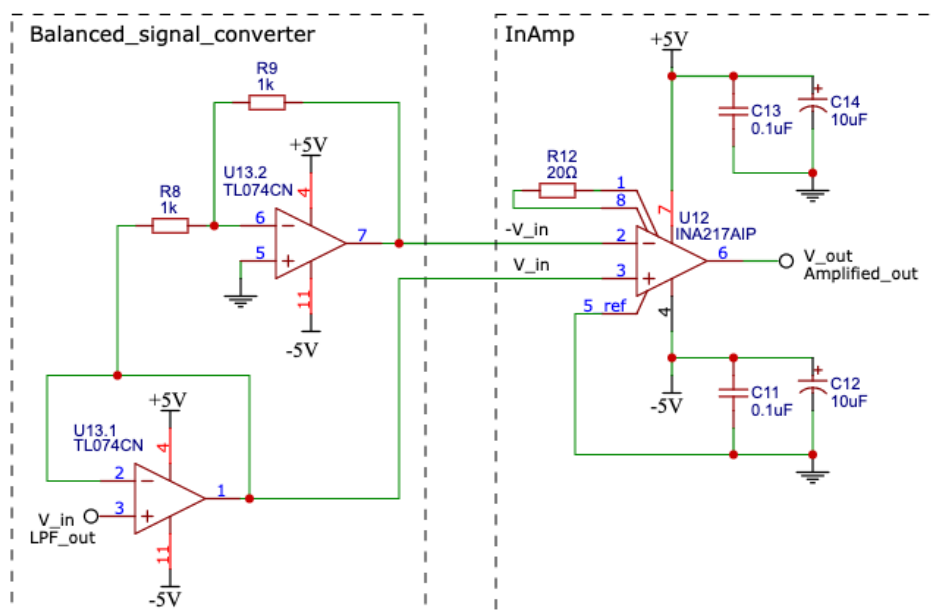 Balanced_signal_converter
R9
1k
U13.2
TL074CN
+5V
4
R8
1k
6
5
7
11
-5V
U13.1
TL074CN
+5V
4
2
3
1
V_in
LPF_out
11
-5V
-V_in
V_in
InAmp
+5V
C13
0.1uF
+
C14
10uF
R12
20Ω
1
8
7
U12
INA217AIP
2
3
6
V_out
Amplified_out
5
ref
4
-5V
C11
0.1uF
+
C12
10uF